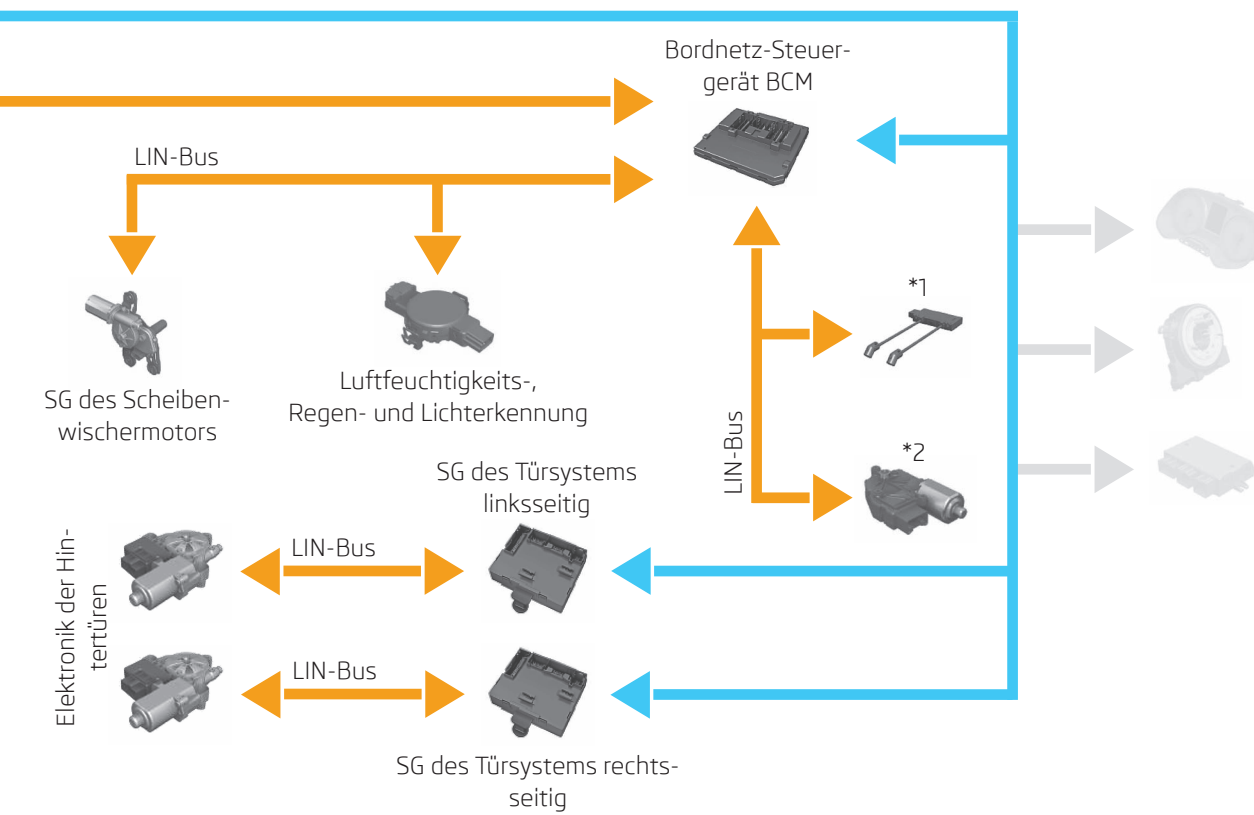 Bordnetz-Steuer-
gerät BCM
LIN-Bus
*1
SG des Scheiben-
wischermotors
Luftfeuchtigkeits-,
Regen- und Lichterkennung
LIN-Bus
*2
SG des Türsystems
linksseitig
Elektronik der Hin-
tertüren
LIN-Bus
LIN-Bus
SG des Türsystems rechts-
seitig